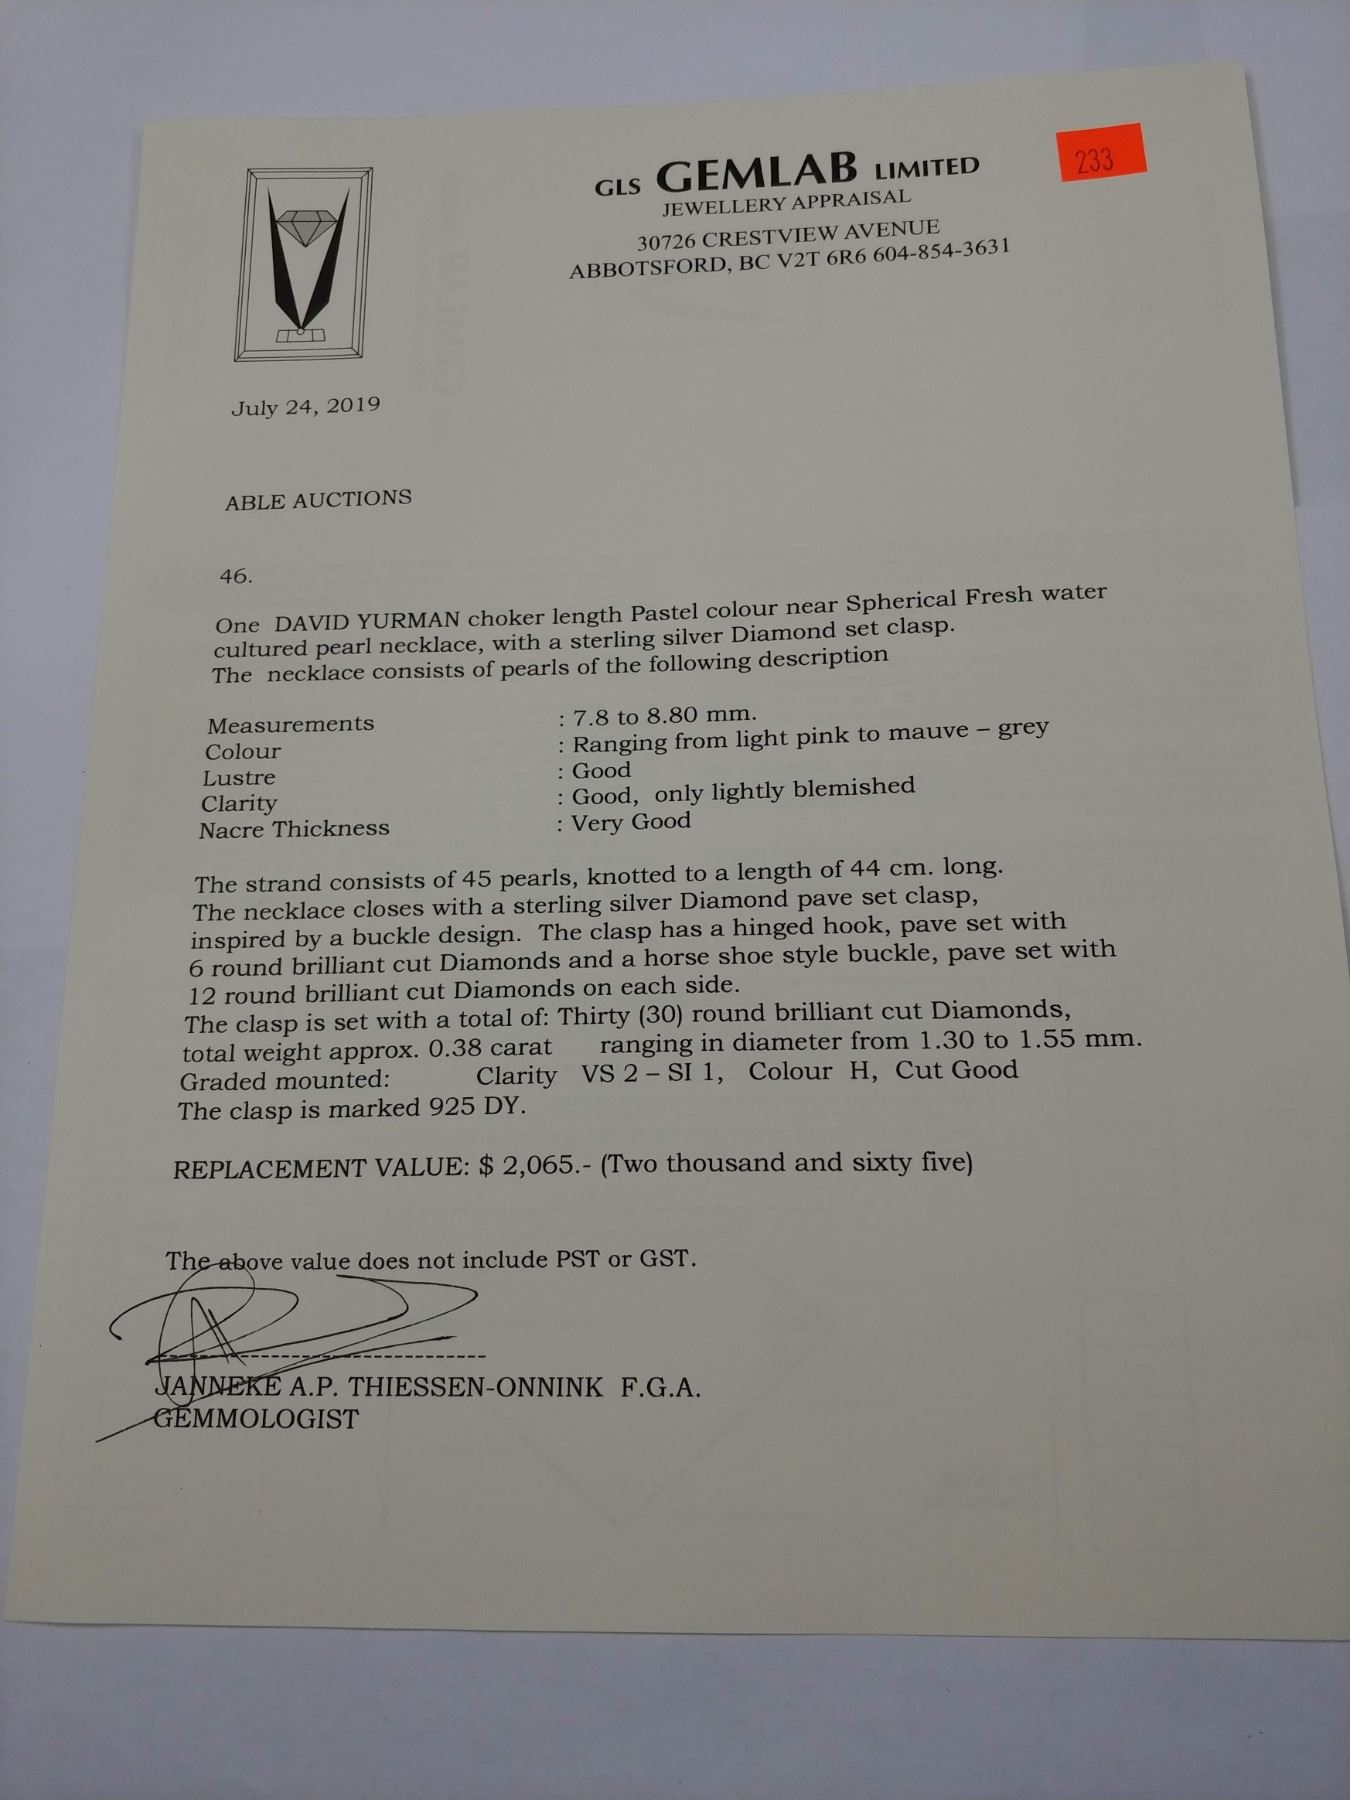 233
GLS GEMLAB LIMITED
JEWELLERY APPRAISAL
30726 CRESTVIEW AVENUE
ABBOTSFORD, BC V2T 6R6 604-854-3631
July 24, 2019
ABLE AUCTIONS
46.
One DAVID YURMAN choker length Pastel colour near Spherical Fresh water
cultured pearl necklace, with a sterling silver Diamond set clasp.
The necklace consists of pearls of the following description
Measurements : 7.8 to 8.80 mm.
Colour : Ranging from light pink to mauve – grey
Lustre : Good
Clarity : Good, only lightly blemished
Nacre Thickness : Very Good
The strand consists of 45 pearls, knotted to a length of 44 cm. long.
The necklace closes with a sterling silver Diamond pave set clasp,
inspired by a buckle design. The clasp has a hinged hook, pave set with
6 round brilliant cut Diamonds and a horse shoe style buckle, pave set with
12 round brilliant cut Diamonds on each side.
The clasp is set with a total of: Thirty (30) round brilliant cut Diamonds,
total weight approx. 0.38 carat ranging in diameter from 1.30 to 1.55 mm.
Graded mounted: Clarity VS 2 – SI 1, Colour H, Cut Good
The clasp is marked 925 DY.
REPLACEMENT VALUE: $ 2,065.- (Two thousand and sixty five)
The above value does not include PST or GST.
JANNEKE A.P. THIESSEN-ONNINK F.G.A.
GEMMOLOGIST